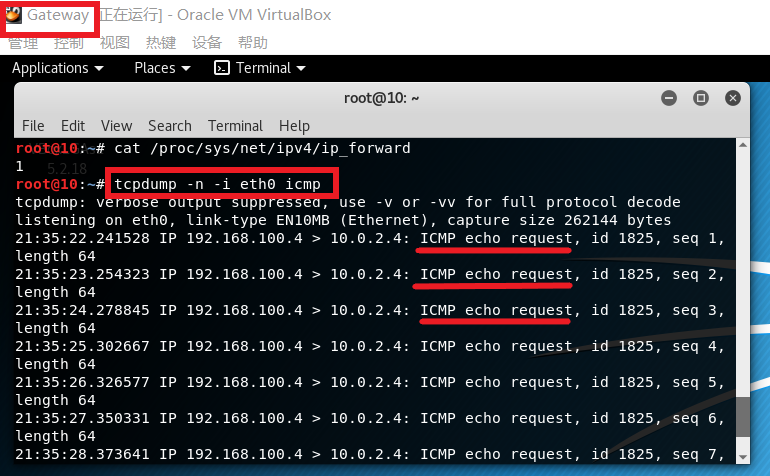 Gateway [正在运行] - Oracle VM VirtualBox
管理 控制 视图 热键 设备 帮助
Applications Places Terminal
root@10: ~
File Edit View Search Terminal Help
root@10:~# cat /proc/sys/net/ipv4/ip_forward
1
5.2.18
root@10:~# tcpdump -n -i eth0 icmp
tcpdump: verbose output suppressed, use -v or -vv for full protocol decode
listening on eth0, link-type EN10MB (Ethernet), capture size 262144 bytes
21:35:22.241528 IP 192.168.100.4 > 10.0.2.4: ICMP echo request, id 1825, seq 1,
length 64
21:35:23.254323 IP 192.168.100.4 > 10.0.2.4: ICMP echo request, id 1825, seq 2,
length 64
21:35:24.278845 IP 192.168.100.4 > 10.0.2.4: ICMP echo request, id 1825, seq 3,
length 64
21:35:25.302667 IP 192.168.100.4 > 10.0.2.4: ICMP echo request, id 1825, seq 4,
length 64
21:35:26.326577 IP 192.168.100.4 > 10.0.2.4: ICMP echo request, id 1825, seq 5,
length 64
21:35:27.350331 IP 192.168.100.4 > 10.0.2.4: ICMP echo request, id 1825, seq 6,
length 64
21:35:28.373641 IP 192.168.100.4 > 10.0.2.4: ICMP echo request, id 1825, seq 7,